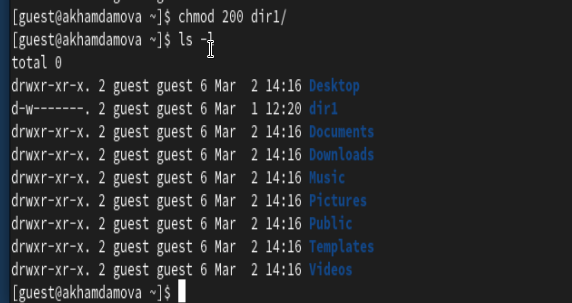 [guest@akhamdamova ~]$ chmod 200 dir1/
[guest@akhamdamova ~]$ ls -l
total 0
drwxr-xr-x. 2 guest guest 6 Mar  2 14:16 Desktop
d-w-------. 2 guest guest 6 Mar  1 12:20 dir1
drwxr-xr-x. 2 guest guest 6 Mar  2 14:16 Documents
drwxr-xr-x. 2 guest guest 6 Mar  2 14:16 Downloads
drwxr-xr-x. 2 guest guest 6 Mar  2 14:16 Music
drwxr-xr-x. 2 guest guest 6 Mar  2 14:16 Pictures
drwxr-xr-x. 2 guest guest 6 Mar  2 14:16 Public
drwxr-xr-x. 2 guest guest 6 Mar  2 14:16 Templates
drwxr-xr-x. 2 guest guest 6 Mar  2 14:16 Videos
[guest@akhamdamova ~]$